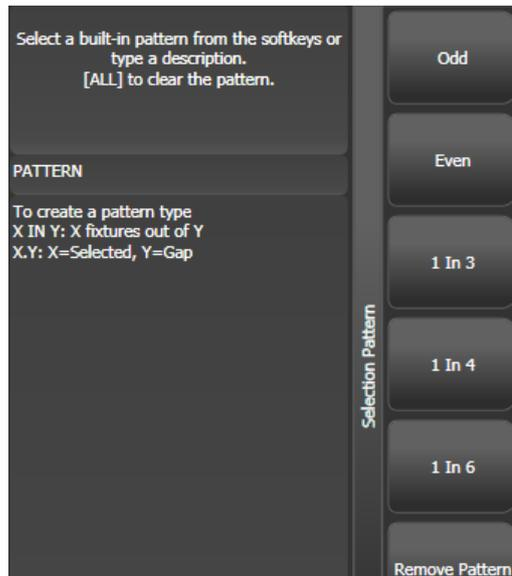 Select a built-in pattern from the softkeys or
type a description.
[ALL] to clear the pattern.
PATTERN
To create a pattern type
X IN Y: X fixtures out of Y
X.Y: X=Selected, Y=Gap
Selection Pattern
Odd
Even
1 In 3
1 In 4
1 In 6
Remove Pattern